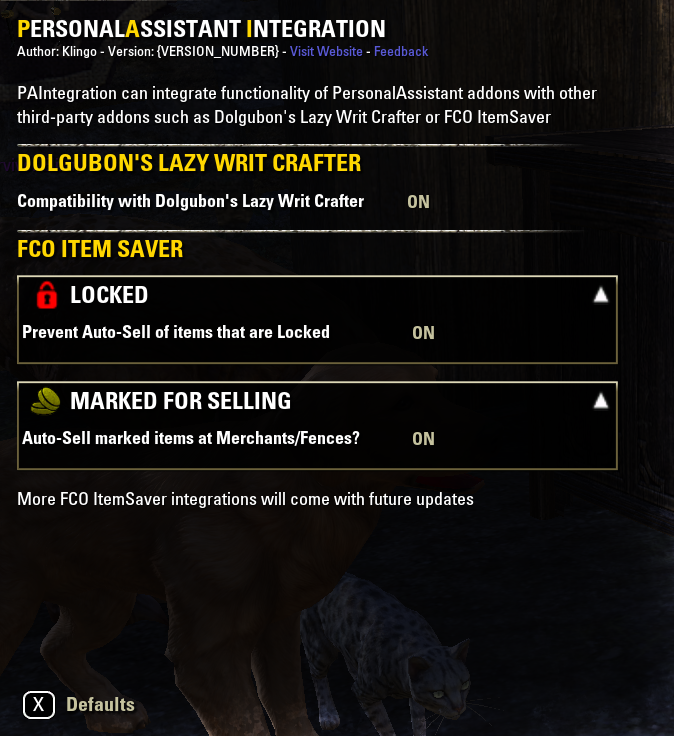 PERSONALASSISTANT INTEGRATION
Author: Klingo - Version: {VERSION_NUMBER} - Visit Website - Feedback
PAIntegration can integrate functionality of PersonalAssistant addons with other
third-party addons such as Dolgubon's Lazy Writ Crafter or FCO ItemSaver
DOLGUBON'S LAZY WRIT CRAFTER
Compatibility with Dolgubon's Lazy Writ Crafter ON
FCO ITEM SAVER
LOCKED
Prevent Auto-Sell of items that are Locked ON
MARKED FOR SELLING
Auto-Sell marked items at Merchants/Fences? ON
More FCO ItemSaver integrations will come with future updates
X Defaults